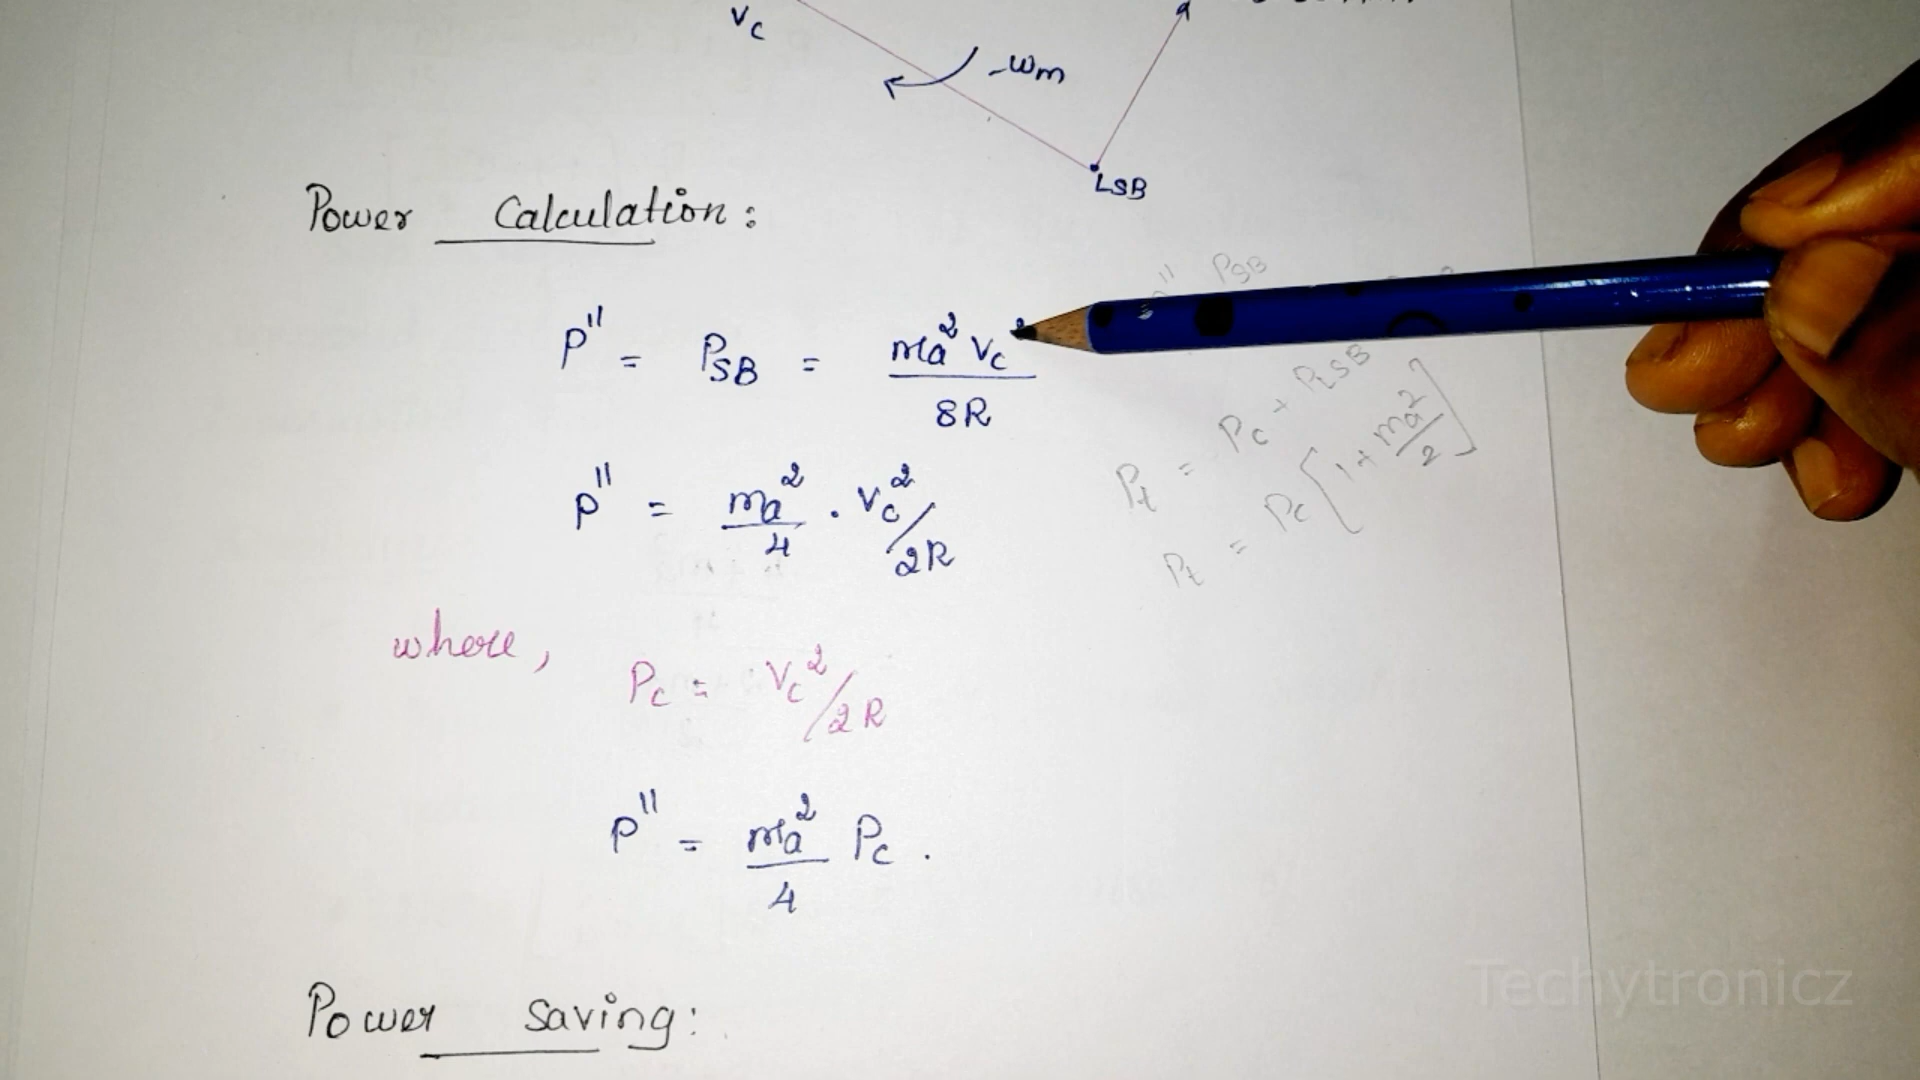 Vc
-ωm
LSB
Power Calculation:
P'' = PSB = ma² Vc² / 8R
P'' = ma²/4 . Vc²/2R
where,
Pc = Vc²/2R
P'' = ma²/4 Pc .
Power saving:
PSB
Pt = Pc + PLSB
Pt = Pc [1 + ma²/2]
Techytronicz